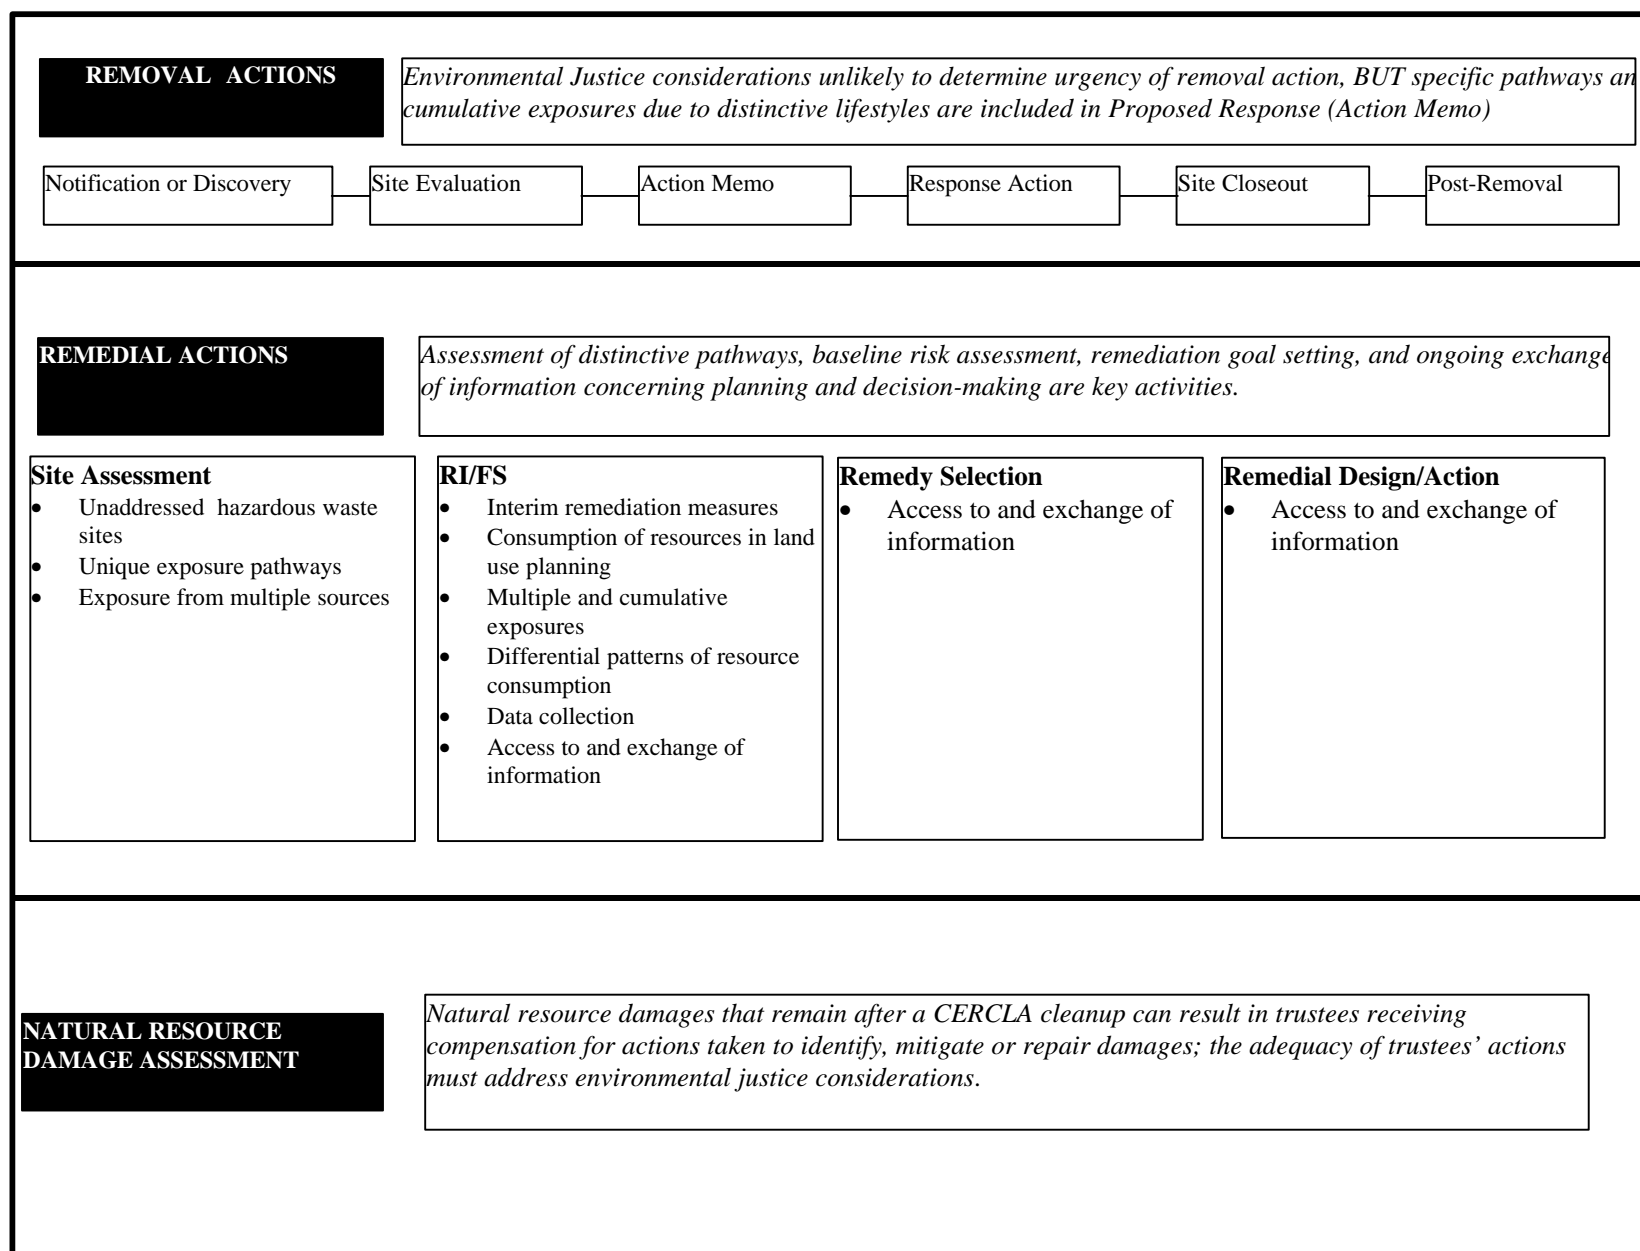 REMOVAL ACTIONS
Environmental Justice considerations unlikely to determine urgency of removal action, BUT specific pathways an
cumulative exposures due to distinctive lifestyles are included in Proposed Response (Action Memo)
Notification or Discovery
Site Evaluation
Action Memo
Response Action
Site Closeout
Post-Removal
REMEDIAL ACTIONS
Assessment of distinctive pathways, baseline risk assessment, remediation goal setting, and ongoing exchange
of information concerning planning and decision-making are key activities.
Site Assessment
• Unaddressed hazardous waste
sites
• Unique exposure pathways
• Exposure from multiple sources
RI/FS
• Interim remediation measures
• Consumption of resources in land
use planning
• Multiple and cumulative
exposures
• Differential patterns of resource
consumption
• Data collection
• Access to and exchange of
information
Remedy Selection
• Access to and exchange of
information
Remedial Design/Action
• Access to and exchange of
information
NATURAL RESOURCE
DAMAGE ASSESSMENT
Natural resource damages that remain after a CERCLA cleanup can result in trustees receiving
compensation for actions taken to identify, mitigate or repair damages; the adequacy of trustees’ actions
must address environmental justice considerations.